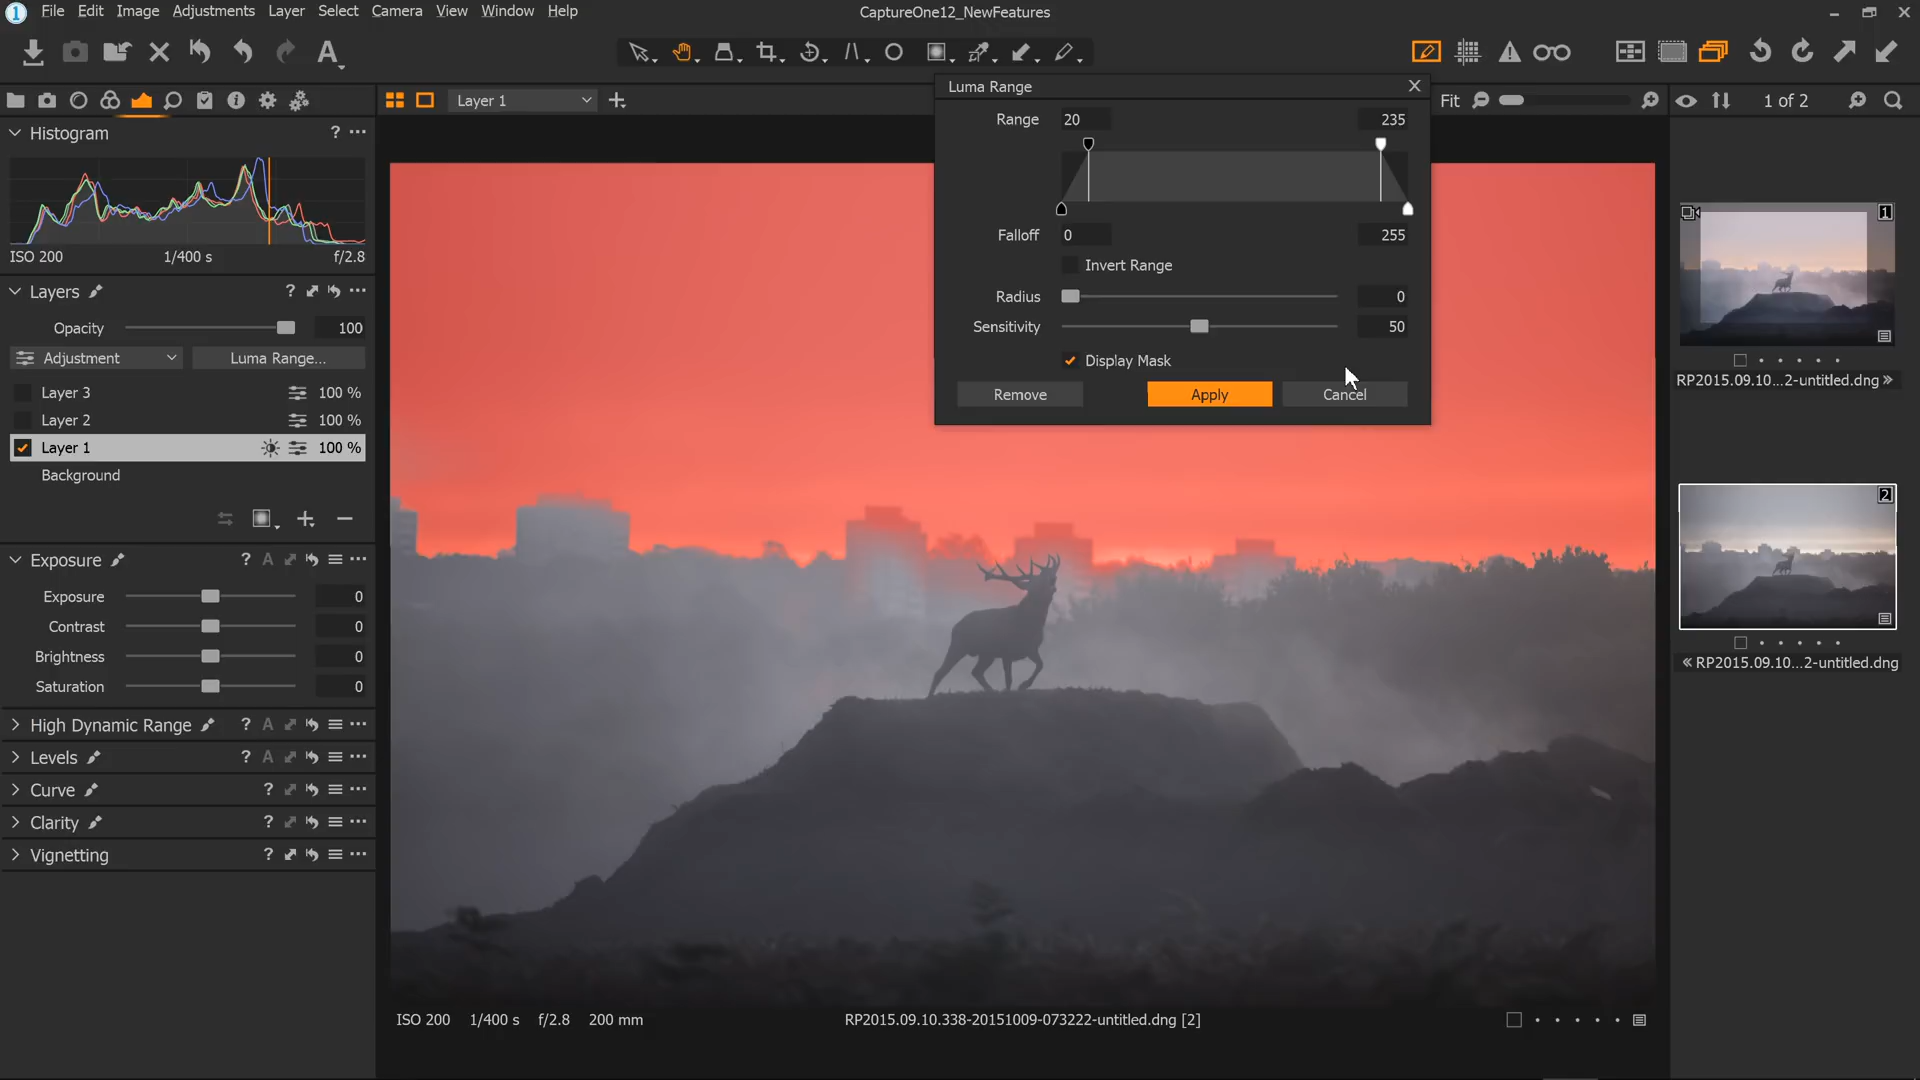 File Edit Image Adjustments Layer Select Camera View Window Help
CaptureOne12_NewFeatures
Layer 1
Luma Range
Fit
1 of 2
Histogram
ISO 200 1/400 s f/2.8
Range 20 235
Falloff 0 255
Invert Range
Radius 0
Sensitivity 50
Display Mask
Remove Apply Cancel
Layers
Opacity 100
Adjustment Luma Range...
Layer 3 100 %
Layer 2 100 %
Layer 1 100 %
Background
Exposure
Exposure 0
Contrast 0
Brightness 0
Saturation 0
High Dynamic Range
Levels
Curve
Clarity
Vignetting
1
RP2015.09.10...2-untitled.dng
2
RP2015.09.10...2-untitled.dng
ISO 200 1/400 s f/2.8 200 mm
RP2015.09.10.338-20151009-073222-untitled.dng [2]